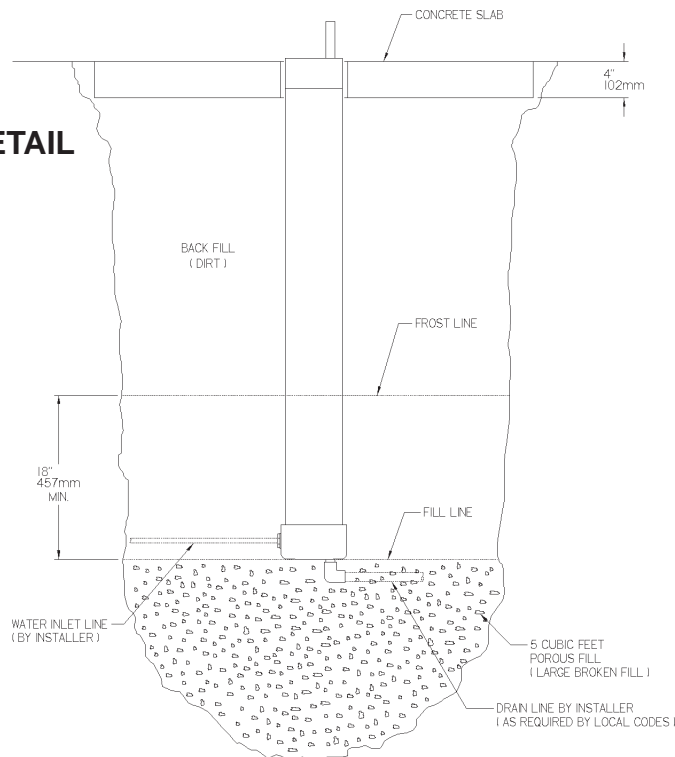 CONCRETE SLAB
4"
102mm
ETAIL
BACK FILL
( DIRT )
FROST LINE
18"
457mm
MIN.
FILL LINE
WATER INLET LINE
( BY INSTALLER )
5 CUBIC FEET
POROUS FILL
( LARGE BROKEN FILL )
DRAIN LINE BY INSTALLER
( AS REQUIRED BY LOCAL CODES )